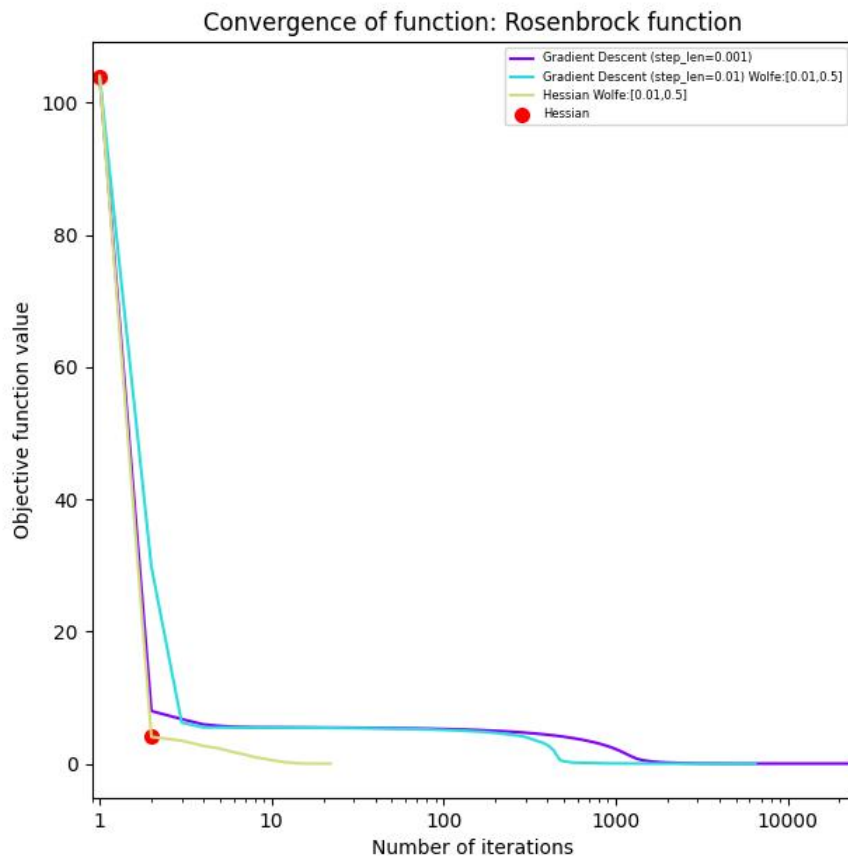 Convergence of function: Rosenbrock function
Gradient Descent (step_len=0.001)
Gradient Descent (step_len=0.01) Wolfe:[0.01,0.5]
Hessian Wolfe:[0.01,0.5]
Hessian
Objective function value
100
80
60
40
20
0
1 10 100 1000 10000
Number of iterations